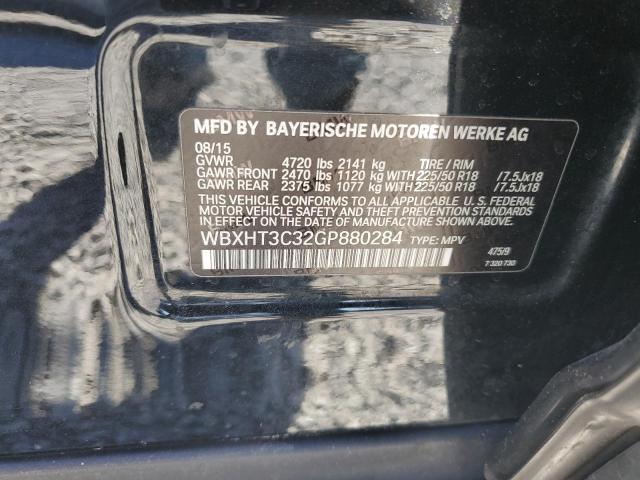 MFD BY BAYERISCHE MOTOREN WERKE AG
08/15
GVWR 4720 lbs 2141 kg TIRE / RIM
GAWR FRONT 2470 lbs 1120 kg WITH 225/50 R18 /7.5Jx18
GAWR REAR 2375 lbs 1077 kg WITH 225/50 R18 /7.5Jx18
THIS VEHICLE CONFORMS TO ALL APPLICABLE U.S. FEDERAL
MOTOR VEHICLE SAFETY AND THEFT PREVENTION STANDARDS
IN EFFECT ON THE DATE OF MANUFACTURE SHOWN ABOVE.
WBXHT3C32GP880284 TYPE: MPV
475/9
7 320 730